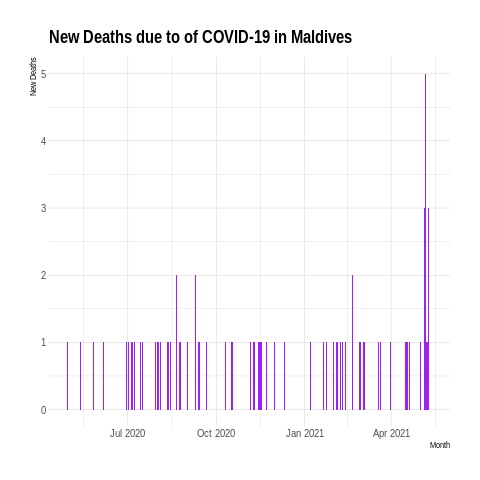 New Deaths due to of COVID-19 in Maldives
New Deaths
5
4
3
2
1
0
Jul 2020 Oct 2020 Jan 2021 Apr 2021
Month